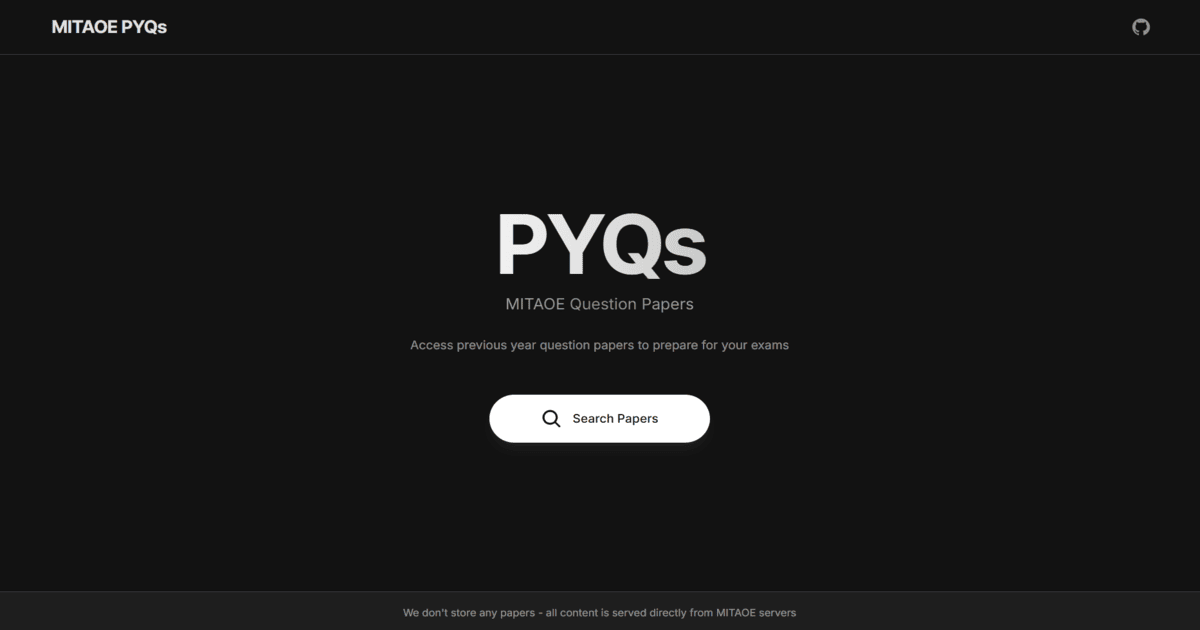 MITAOE PYQs
PYQs
MITAOE Question Papers
Access previous year question papers to prepare for your exams
Search Papers
We don't store any papers - all content is served directly from MITAOE servers